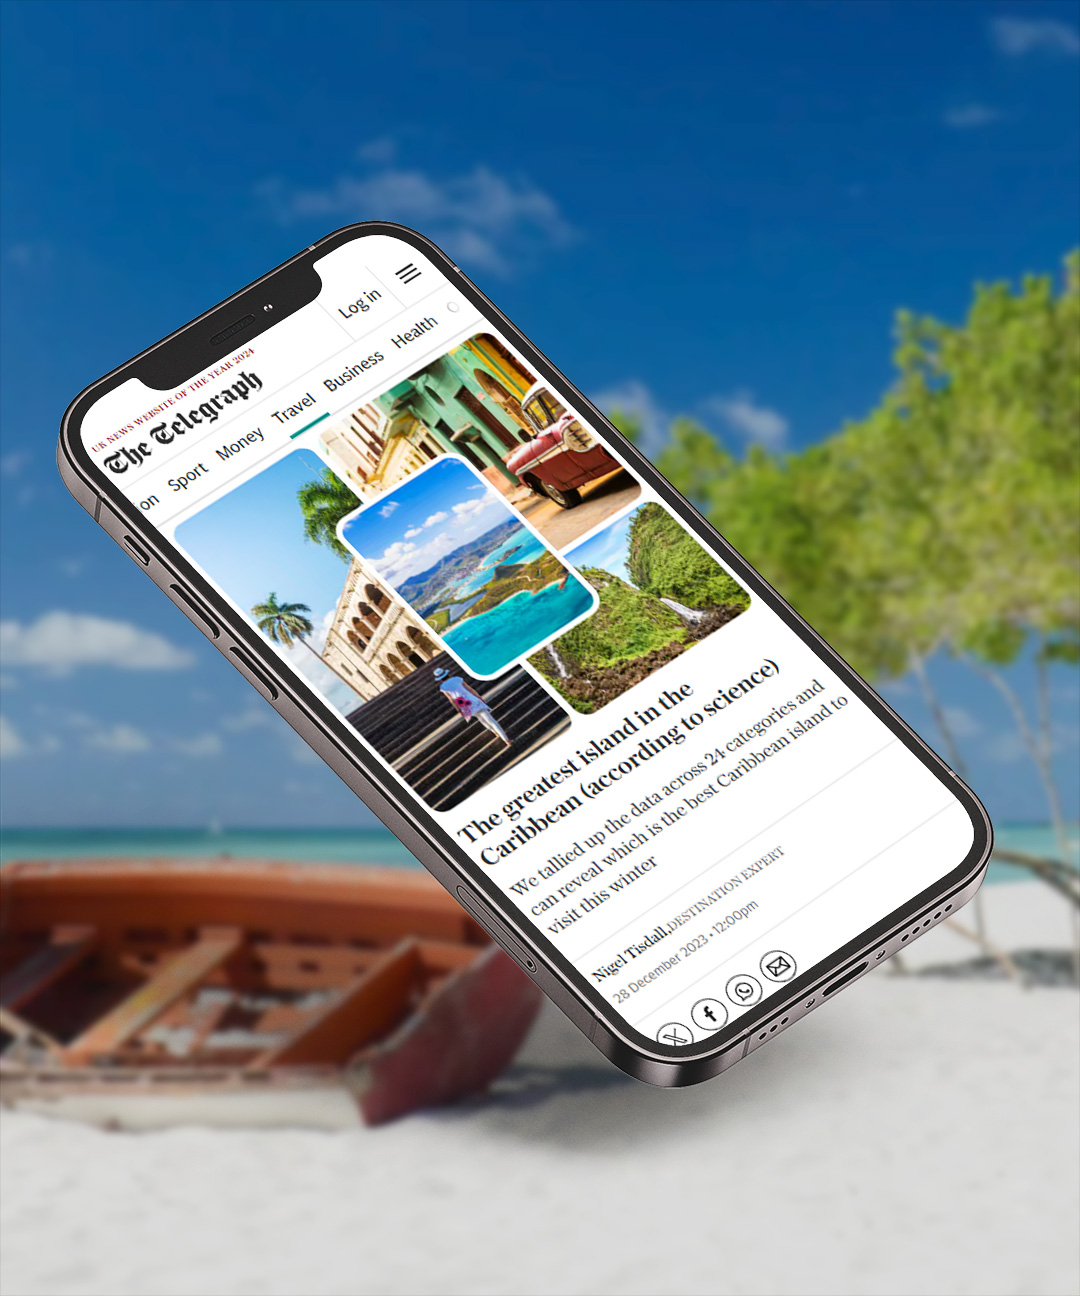 Log in
UK NEWS WEBSITE OF THE YEAR 2024
The Telegraph
on Sport Money Travel Business Health
The greatest island in the
Caribbean (according to science)
We tallied up the data across 24 categories and
can reveal which is the best Caribbean island to
visit this winter
Nigel Tisdall, DESTINATION EXPERT
28 December 2023 • 12:00pm